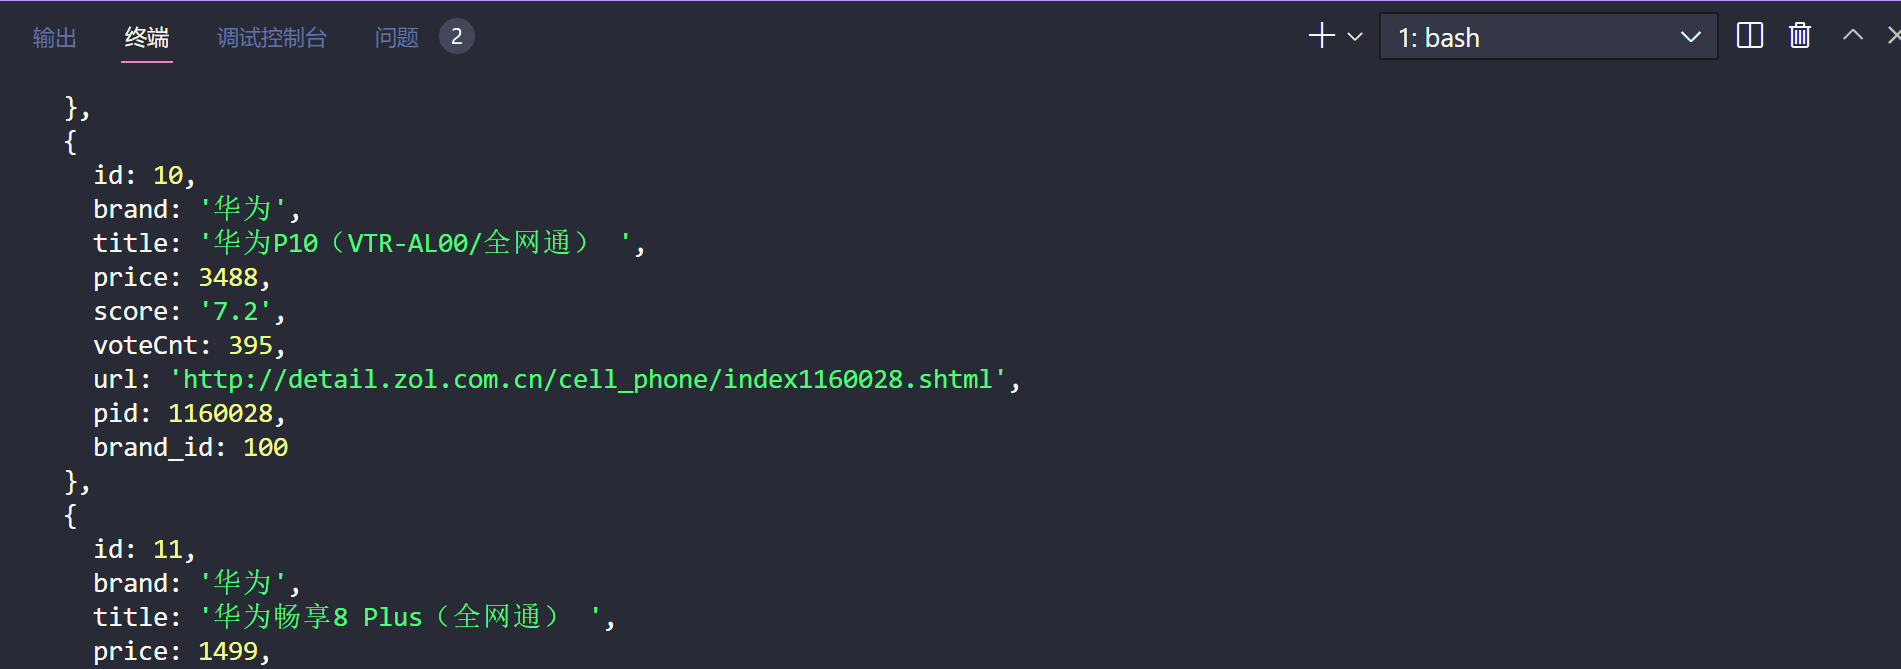 输出 终端 调试控制台 问题 2 1: bash
},
{
id: 10,
brand: '华为',
title: '华为P10（VTR-AL00/全网通） ',
price: 3488,
score: '7.2',
voteCnt: 395,
url: 'http://detail.zol.com.cn/cell_phone/index1160028.shtml',
pid: 1160028,
brand_id: 100
},
{
id: 11,
brand: '华为',
title: '华为畅享8 Plus（全网通） ',
price: 1499,